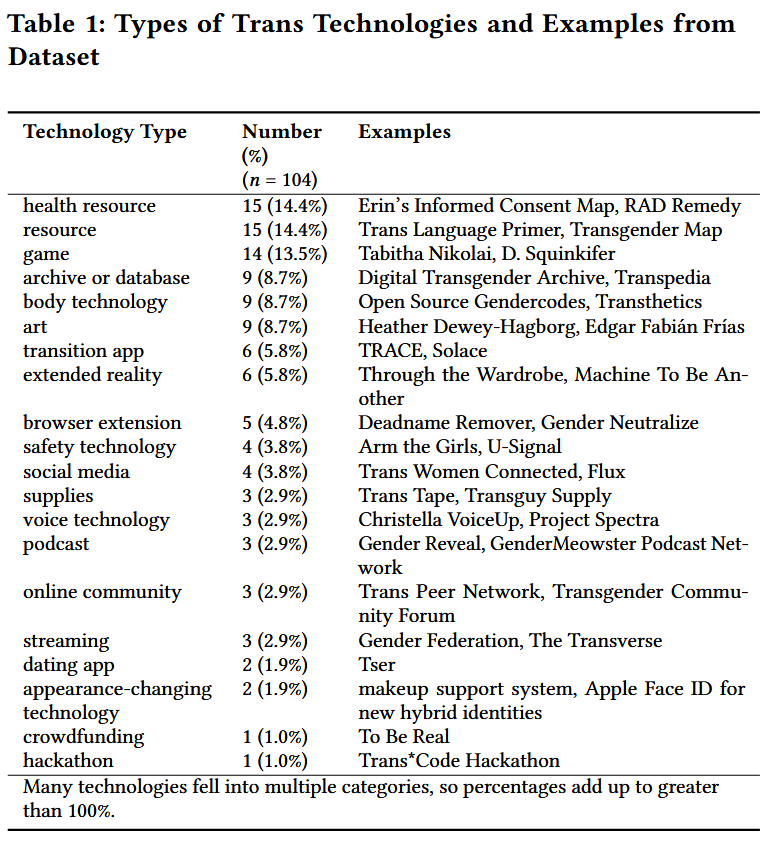 Table 1: Types of Trans Technologies and Examples from
Dataset
Technology Type Number Examples
(%)
(n = 104)
health resource 15 (14.4%) Erin's Informed Consent Map, RAD Remedy
resource 15 (14.4%) Trans Language Primer, Transgender Map
game 14 (13.5%) Tabitha Nikolai, D. Squinkifer
archive or database 9 (8.7%) Digital Transgender Archive, Transpedia
body technology 9 (8.7%) Open Source Gendercodes, Transthetics
art 9 (8.7%) Heather Dewey-Hagborg, Edgar Fabián Frías
transition app 6 (5.8%) TRACE, Solace
extended reality 6 (5.8%) Through the Wardrobe, Machine To Be An-
other
browser extension 5 (4.8%) Deadname Remover, Gender Neutralize
safety technology 4 (3.8%) Arm the Girls, U-Signal
social media 4 (3.8%) Trans Women Connected, Flux
supplies 3 (2.9%) Trans Tape, Transguy Supply
voice technology 3 (2.9%) Christella VoiceUp, Project Spectra
podcast 3 (2.9%) Gender Reveal, GenderMeowster Podcast Net-
work
online community 3 (2.9%) Trans Peer Network, Transgender Commu-
nity Forum
streaming 3 (2.9%) Gender Federation, The Transverse
dating app 2 (1.9%) Tser
appearance-changing 2 (1.9%) makeup support system, Apple Face ID for
technology new hybrid identities
crowdfunding 1 (1.0%) To Be Real
hackathon 1 (1.0%) Trans*Code Hackathon
Many technologies fell into multiple categories, so percentages add up to greater
than 100%.